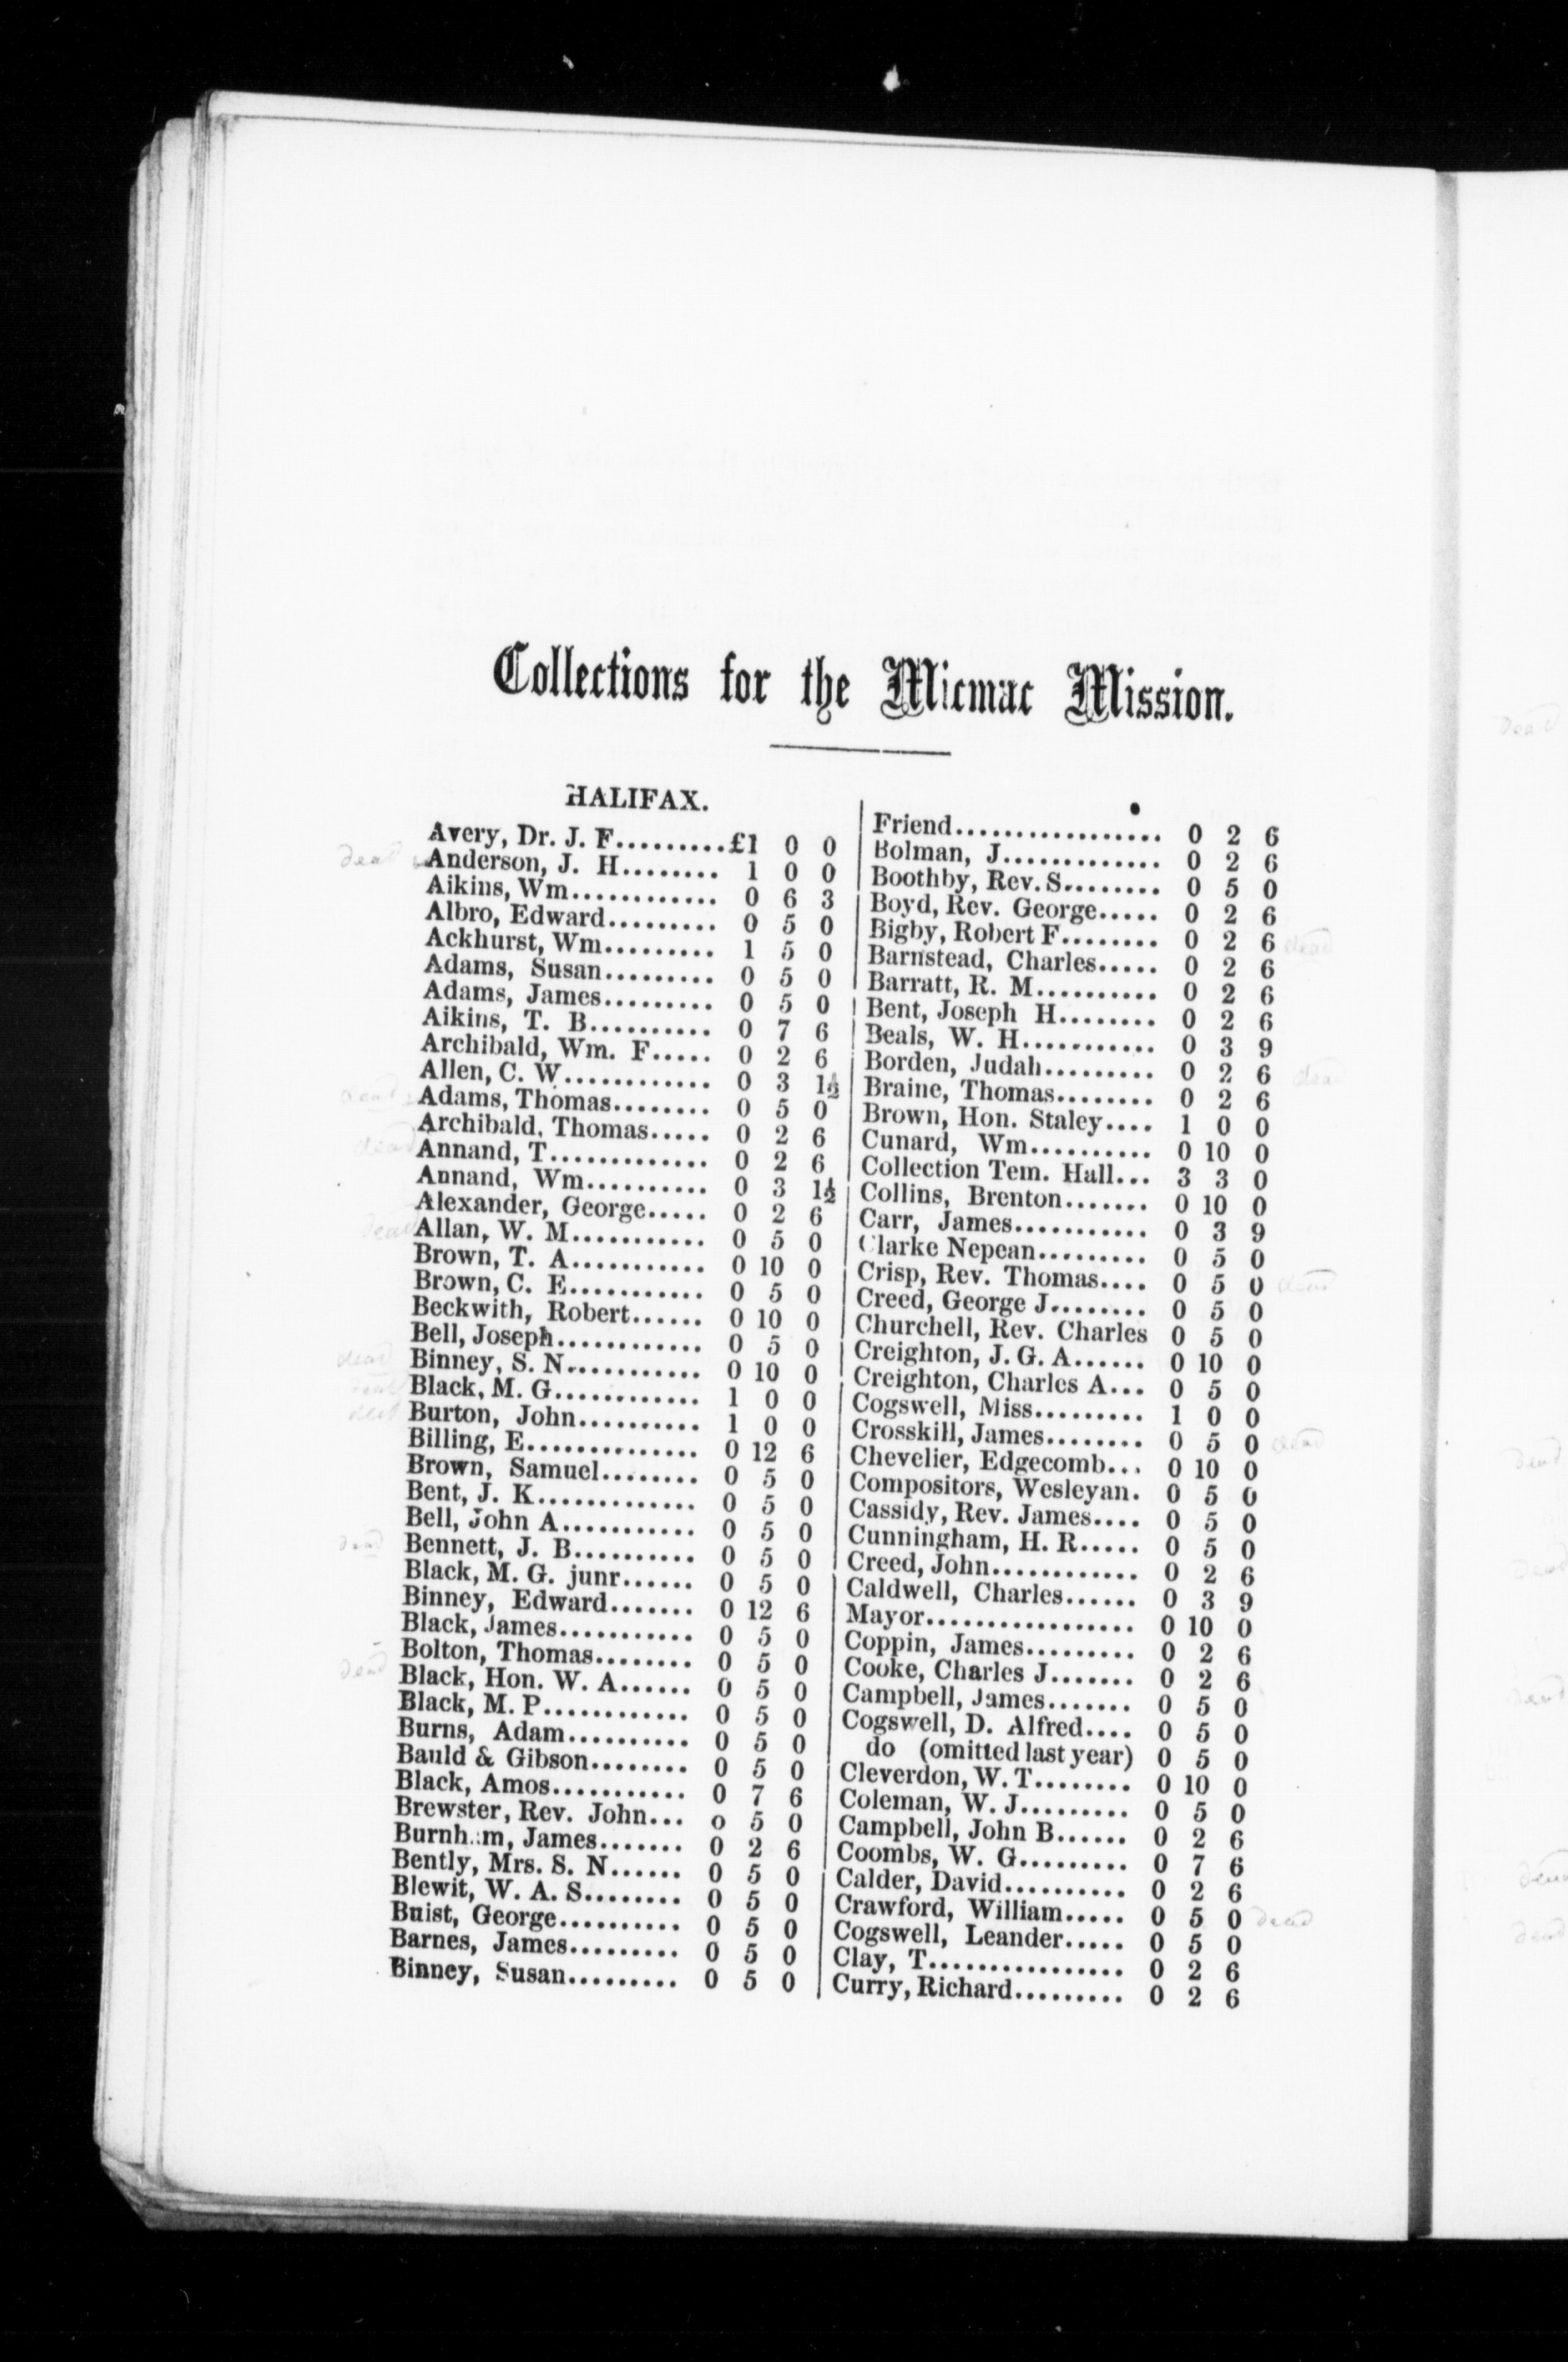 Collections for the Micmac Mission.
HALIFAX.
Avery, Dr. J. F.........£1 0 0
dead Anderson, J. H........ 1 0 0
Aikins, Wm............ 0 6 3
Albro, Edward......... 0 5 0
Ackhurst, Wm......... 1 5 0
Adams, Susan......... 0 5 0
Adams, James......... 0 5 0
Aikins, T. B.......... 0 7 6
Archibald, Wm. F..... 0 2 6
Allen, C. W............ 0 3 1½
dead Adams, Thomas........ 0 5 0
Archibald, Thomas..... 0 2 6
dead Annand, T............. 0 2 6
Annand, Wm.......... 0 3 1½
Alexander, George..... 0 2 6
dead Allan, W. M........... 0 5 0
Brown, T. A........... 0 10 0
Brown, C. E........... 0 5 0
Beckwith, Robert...... 0 10 0
Bell, Joseph............ 0 5 0
dead Binney, S. N........... 0 10 0
dead Black, M. G............ 1 0 0
dead Burton, John.......... 1 0 0
Billing, E.............. 0 12 6
Brown, Samuel........ 0 5 0
Bent, J. K............. 0 5 0
Bell, John A........... 0 5 0
dead Bennett, J. B.......... 0 5 0
Black, M. G. junr...... 0 5 0
Binney, Edward....... 0 12 6
Black, James........... 0 5 0
Bolton, Thomas........ 0 5 0
dead Black, Hon. W. A...... 0 5 0
Black, M. P............ 0 5 0
Burns, Adam.......... 0 5 0
Bauld & Gibson........ 0 5 0
Black, Amos........... 0 7 6
Brewster, Rev. John... 0 5 0
Burnham, James....... 0 2 6
Bently, Mrs. S. N...... 0 5 0
Blewit, W. A. S........ 0 5 0
Buist, George.......... 0 5 0
Barnes, James......... 0 5 0
Binney, Susan......... 0 5 0
Friend................. 0 2 6
Bolman, J............. 0 2 6
Boothby, Rev. S........ 0 5 0
Boyd, Rev. George..... 0 2 6
Bigby, Robert F........ 0 2 6 dead
Barnstead, Charles..... 0 2 6
Barratt, R. M.......... 0 2 6
Bent, Joseph H........ 0 2 6
Beals, W. H........... 0 3 9
Borden, Judah......... 0 2 6 dead
Braine, Thomas........ 0 2 6
Brown, Hon. Staley.... 1 0 0
Cunard, Wm.......... 0 10 0
Collection Tem. Hall... 3 3 0
Collins, Brenton....... 0 10 0
Carr, James........... 0 3 9
Clarke Nepean......... 0 5 0
Crisp, Rev. Thomas.... 0 5 0 dead
Creed, George J........ 0 5 0
Churchell, Rev. Charles 0 5 0
Creighton, J. G. A...... 0 10 0
Creighton, Charles A... 0 5 0
Cogswell, Miss......... 1 0 0
Crosskill, James........ 0 5 0 dead
Chevelier, Edgecomb... 0 10 0
Compositors, Wesleyan. 0 5 0
Cassidy, Rev. James.... 0 5 0
Cunningham, H. R..... 0 5 0
Creed, John............ 0 2 6
Caldwell, Charles...... 0 3 9
Mayor................. 0 10 0
Coppin, James......... 0 2 6
Cooke, Charles J....... 0 2 6
Campbell, James....... 0 5 0
Cogswell, D. Alfred.... 0 5 0
do (omitted last year) 0 5 0
Cleverdon, W. T........ 0 10 0
Coleman, W. J......... 0 5 0
Campbell, John B...... 0 2 6
Coombs, W. G......... 0 7 6
Calder, David.......... 0 2 6
Crawford, William..... 0 5 0 dead
Cogswell, Leander..... 0 5 0
Clay, T................ 0 2 6
Curry, Richard......... 0 2 6
dead
dead
dead
dead
dead
dead